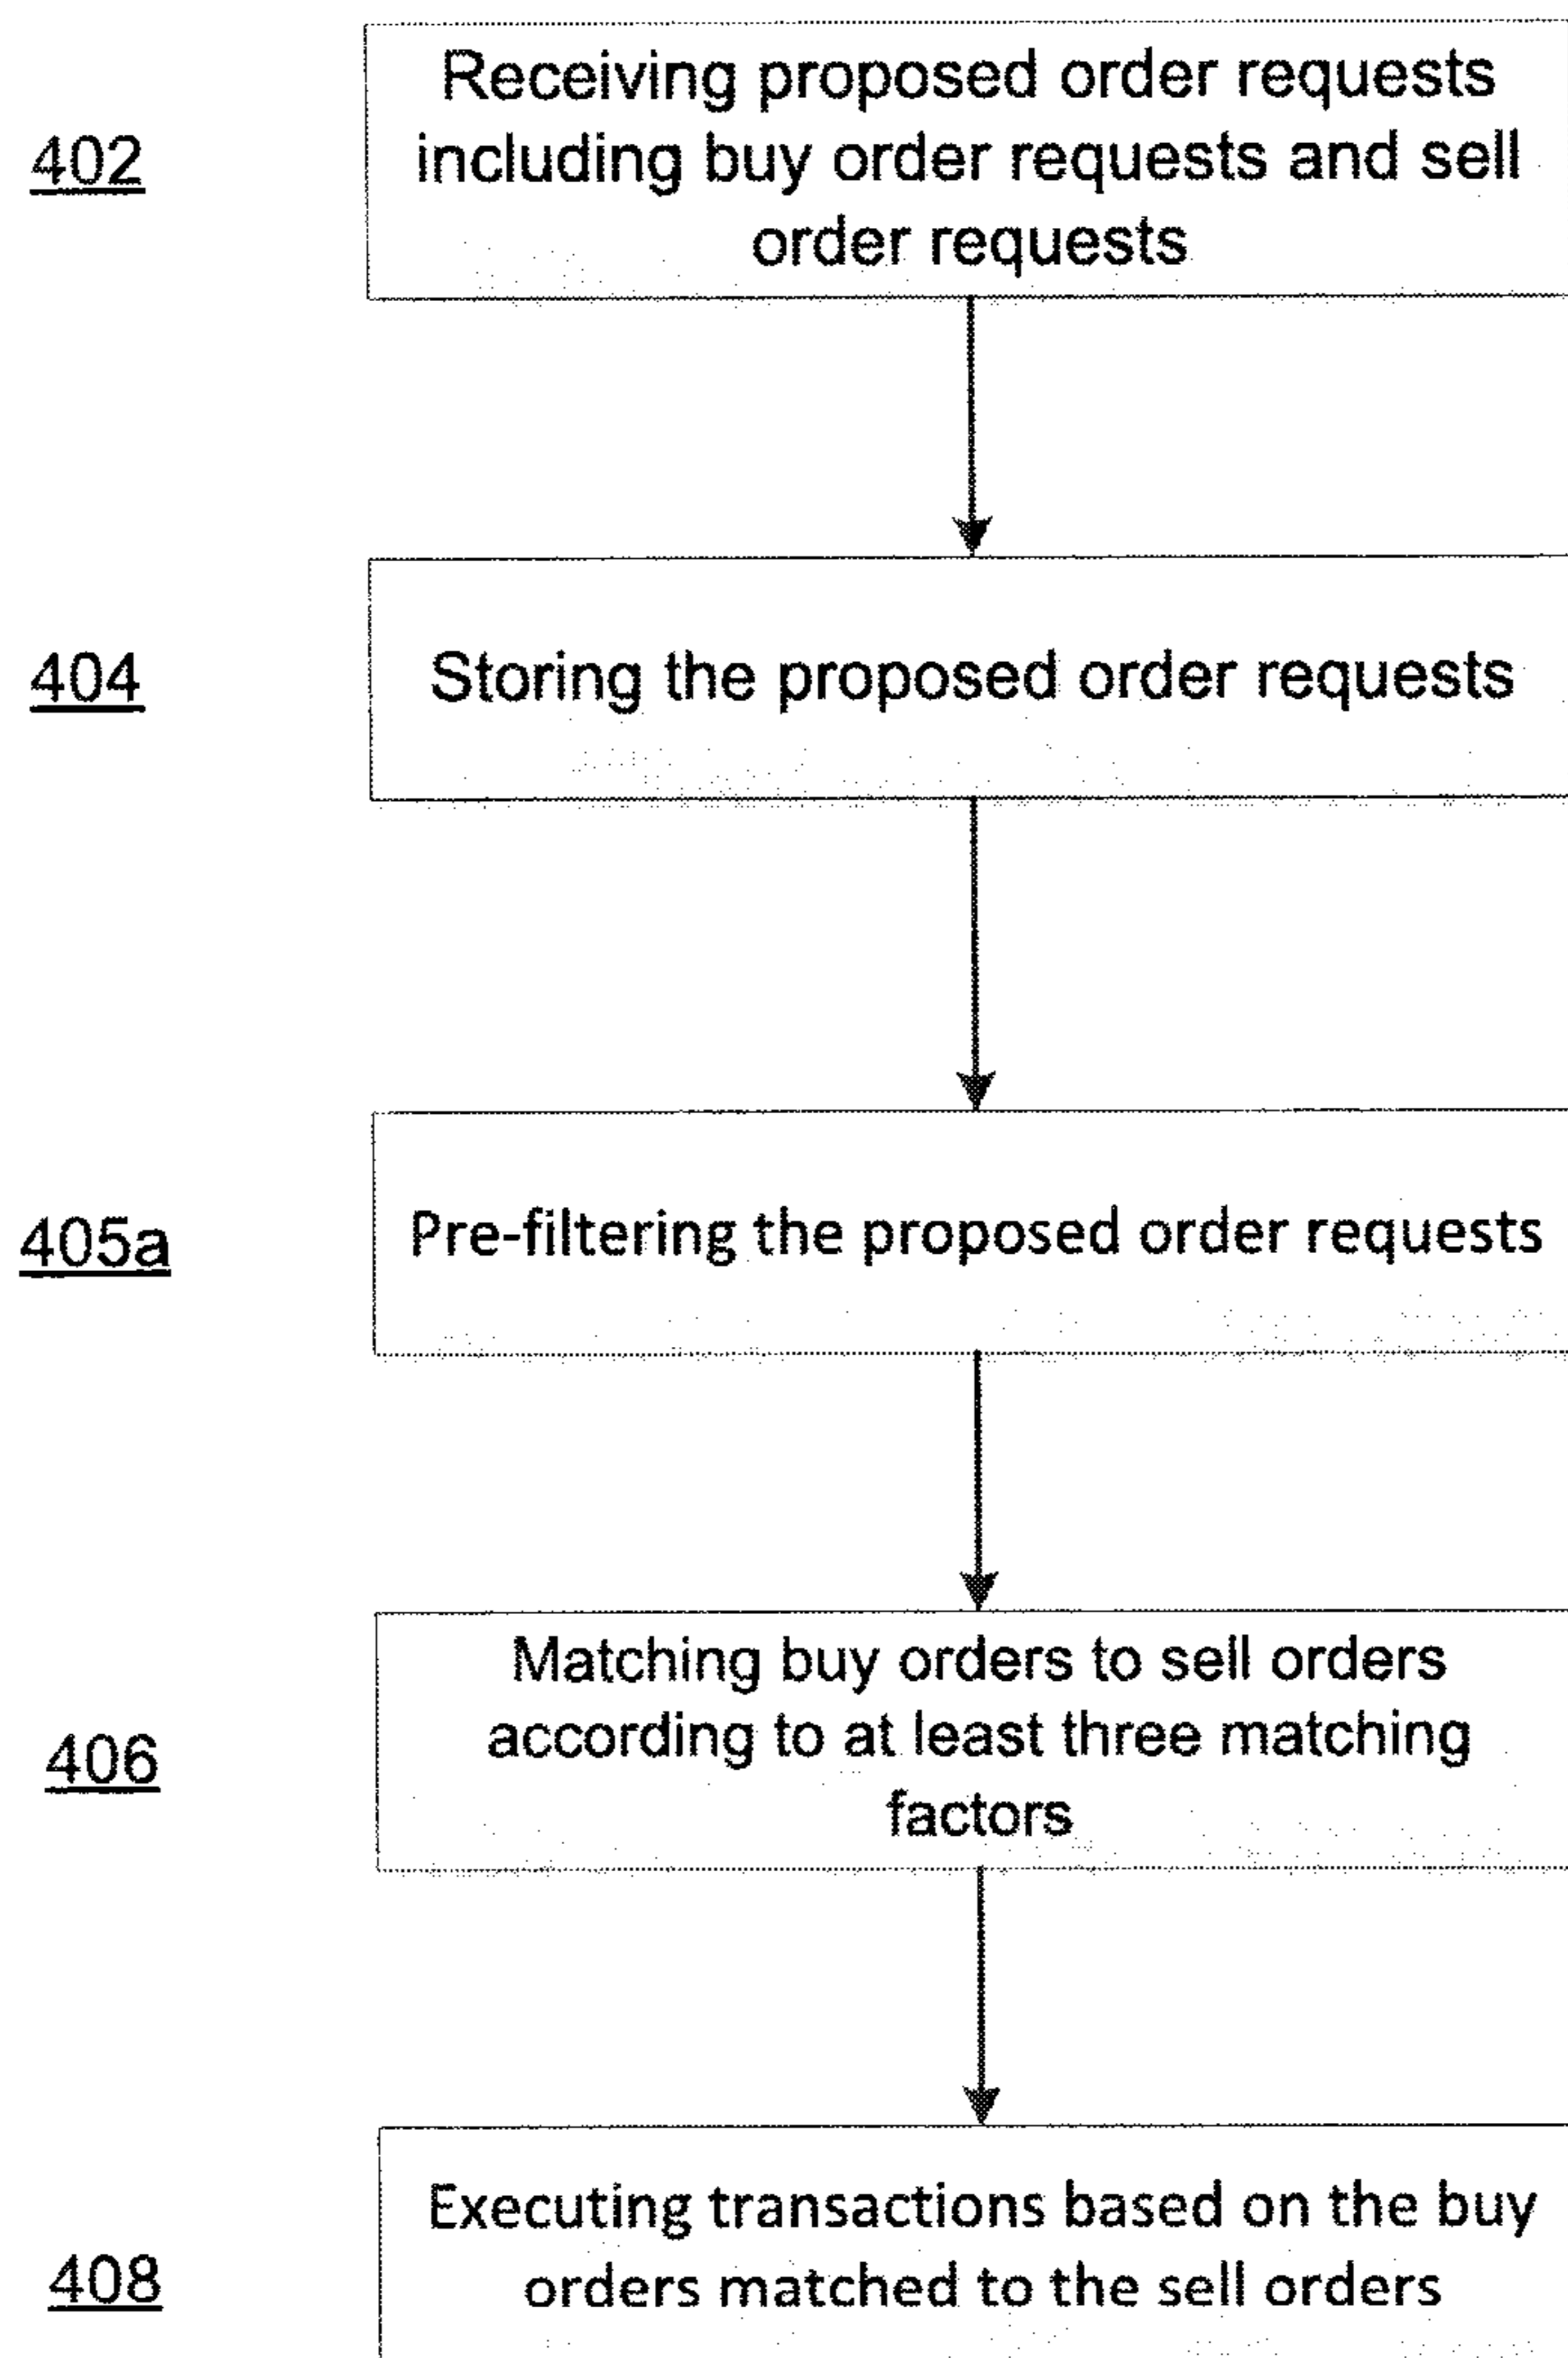 402
Receiving proposed order requests
including buy order requests and sell
order requests
404
Storing the proposed order requests
405a
Pre-filtering the proposed order requests
406
Matching buy orders to sell orders
according to at least three matching
factors
408
Executing transactions based on the buy
orders matched to the sell orders